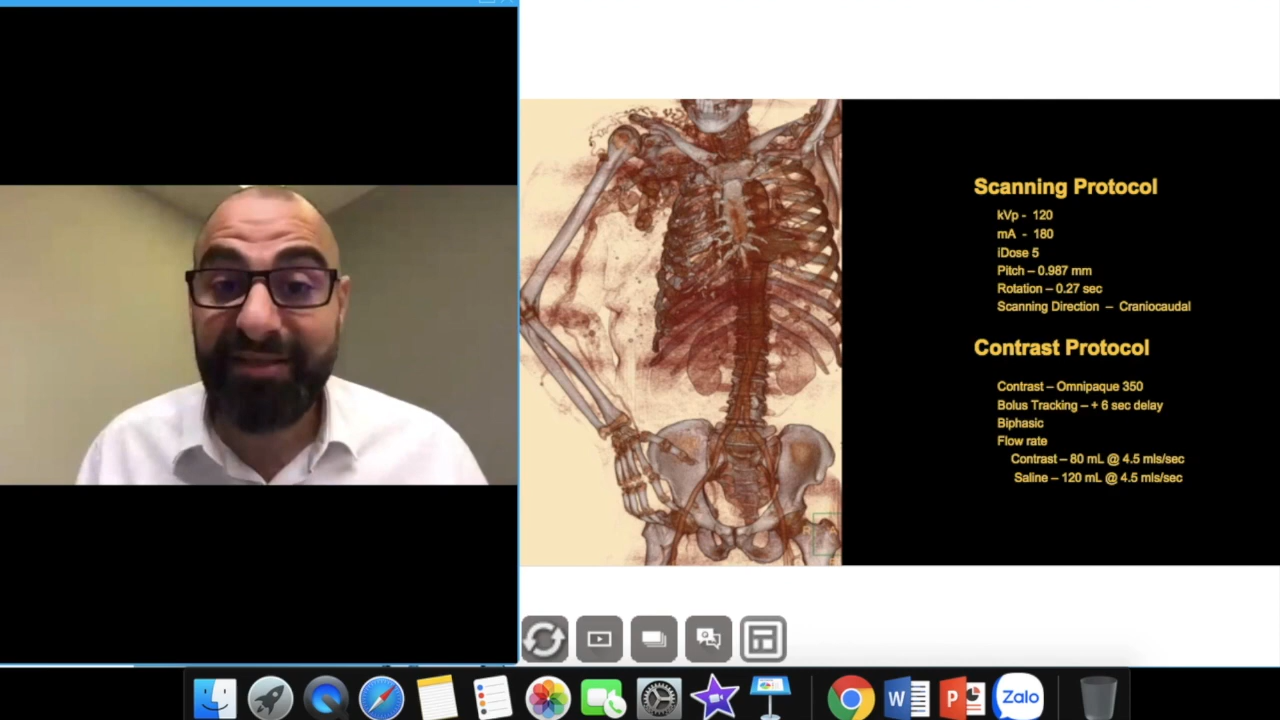 Scanning Protocol
kVp - 120
mA - 180
iDose 5
Pitch – 0.987 mm
Rotation – 0.27 sec
Scanning Direction – Craniocaudal
Contrast Protocol
Contrast – Omnipaque 350
Bolus Tracking – + 6 sec delay
Biphasic
Flow rate
Contrast – 80 mL @ 4.5 mls/sec
Saline – 120 mL @ 4.5 mls/sec
W P Zalo